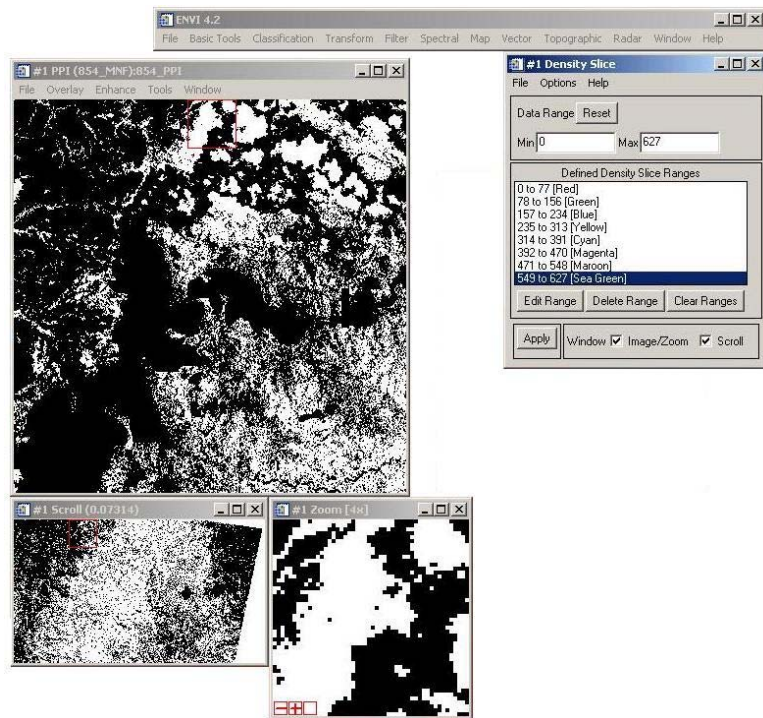 ENVI 4.2
File Basic Tools Classification Transform Filter Spectral Map Vector Topographic Radar Window Help
#1 PPI (854_MNF):854_PPI
File Overlay Enhance Tools Window
#1 Density Slice
File Options Help
Data Range Reset
Min 0 Max 627
Defined Density Slice Ranges
0 to 77 [Red]
78 to 156 [Green]
157 to 234 [Blue]
235 to 313 [Yellow]
314 to 391 [Cyan]
392 to 470 [Magenta]
471 to 548 [Maroon]
549 to 627 [Sea Green]
Edit Range Delete Range Clear Ranges
Apply Window Image/Zoom Scroll
#1 Scroll (0.07314)
#1 Zoom [4x]